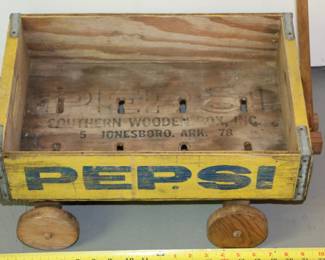 PEPSI
SOUTHERN WOODEN BOX, INC.
5 JONESBORO, ARK. 78
PEPSI